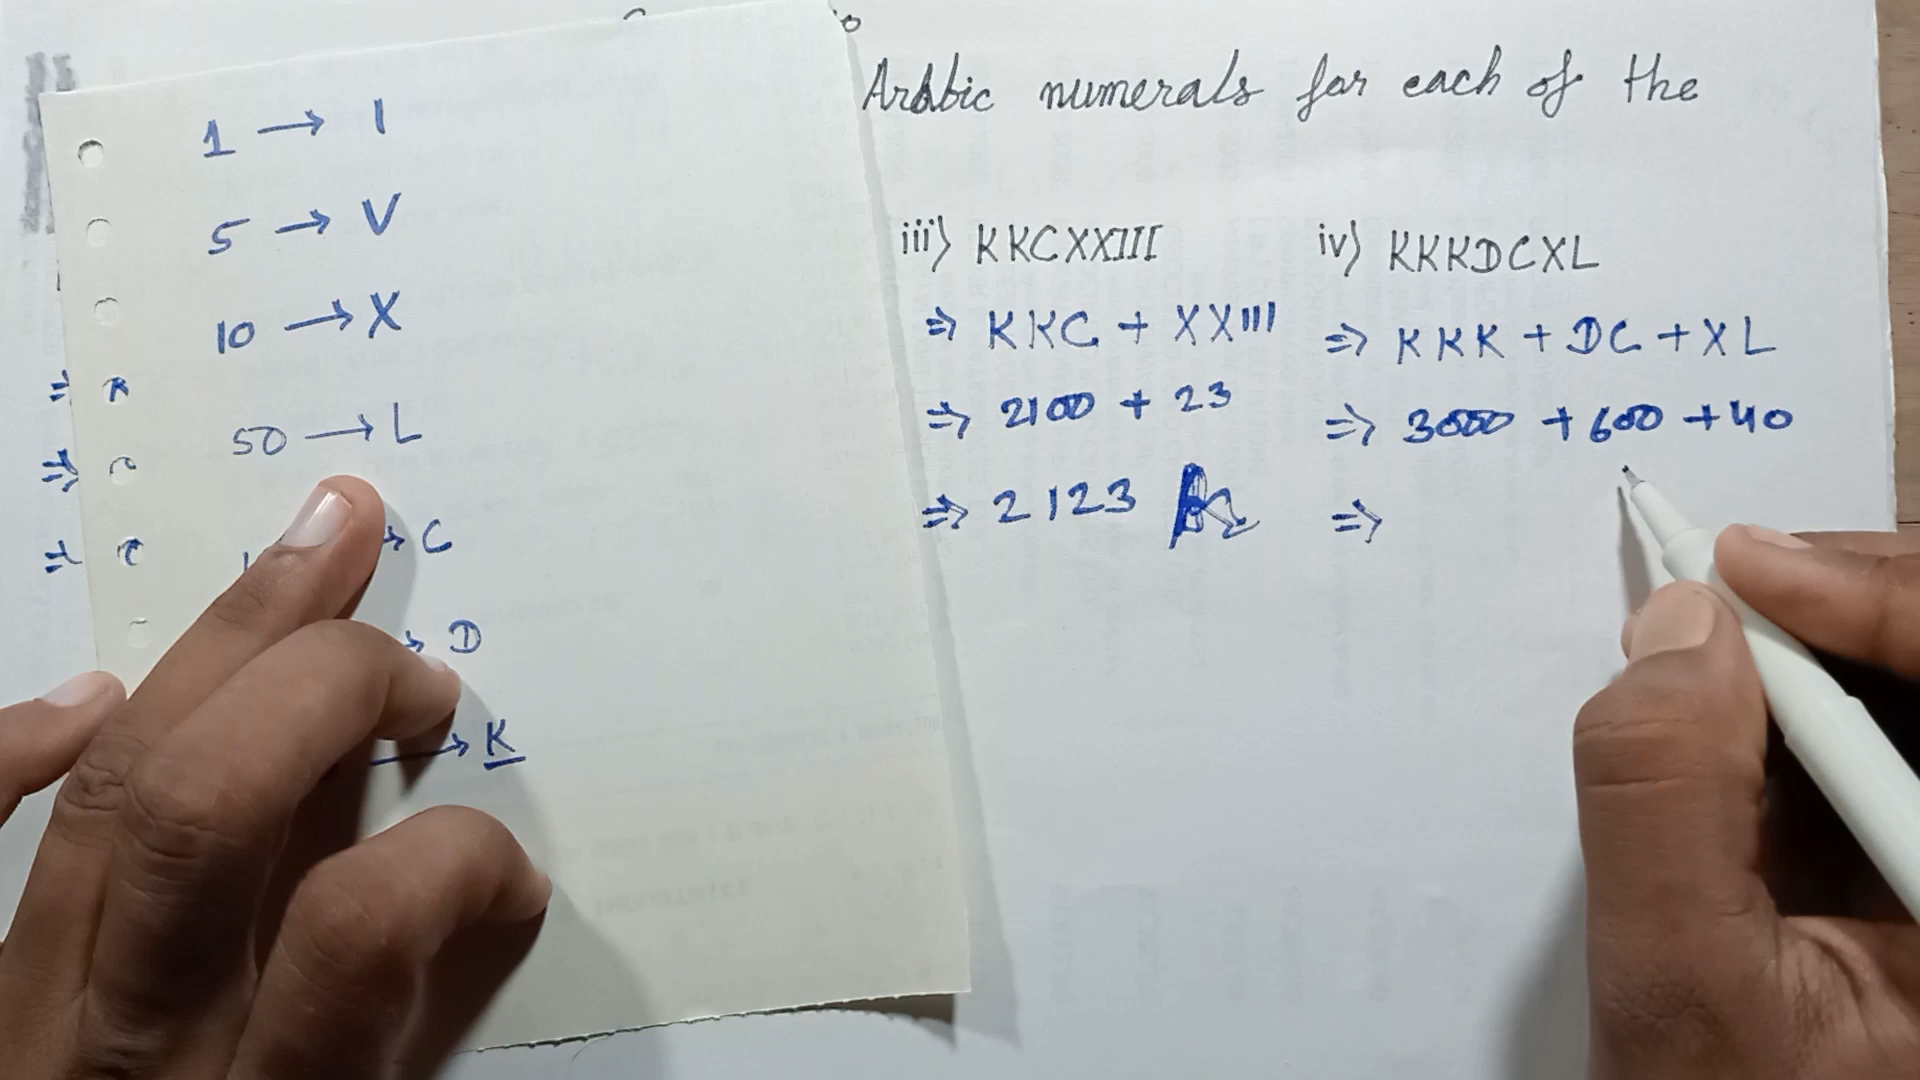 Arabic numerals for each of the
1 → I
5 → V
10 → X
50 → L
→ C
→ D
→ K
iii) KKCXXIII
⇒ KKC + XXIII
⇒ 2100 + 23
⇒ 2123
iv) KKKDCXL
⇒ KKK + DC + XL
⇒ 3000 + 600 + 40
⇒